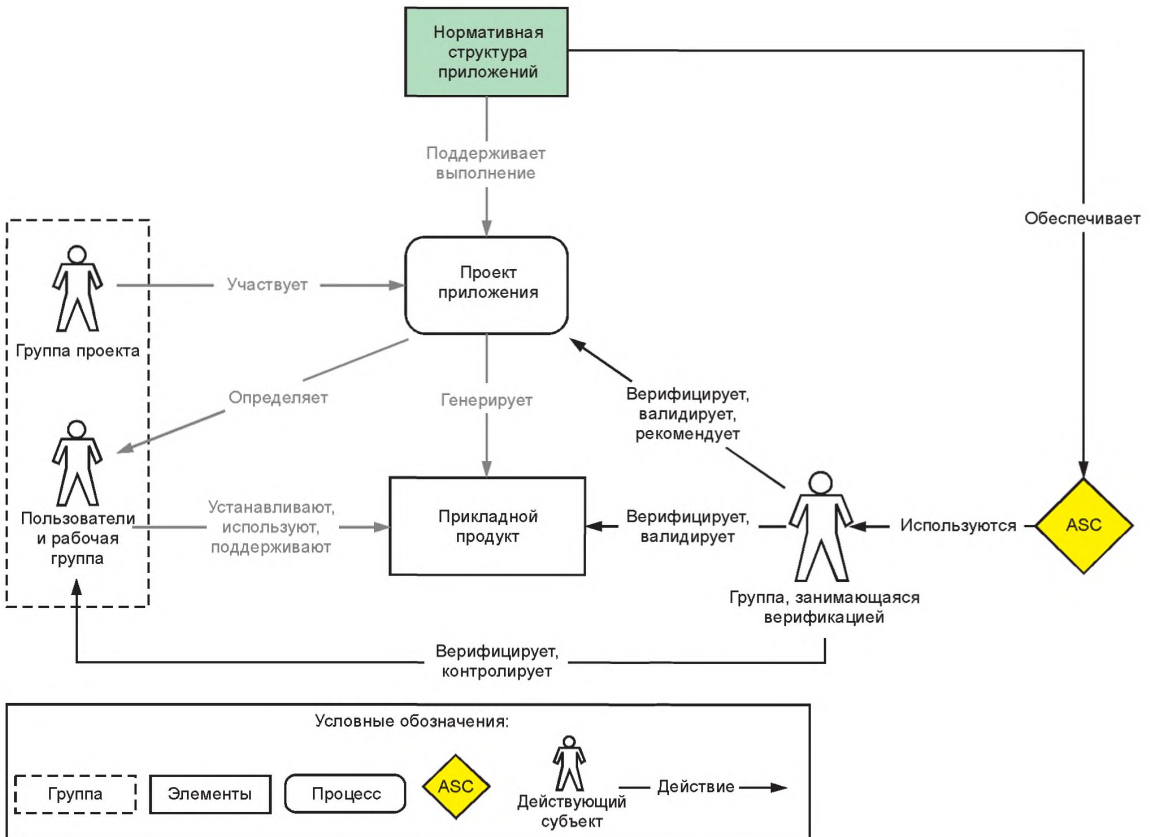 Нормативная
структура
приложений
Поддерживает
выполнение
Обеспечивает
Проект
приложения
Участвует
Группа проекта
Определяет
Генерирует
Верифицирует,
валидирует,
рекомендует
Пользователи
и рабочая
группа
Устанавливают,
используют,
поддерживают
Прикладной
продукт
Верифицирует,
валидирует
Используются
ASC
Группа, занимающаяся
верификацией
Верифицирует,
контролирует
Условные обозначения:
Группа
Элементы
Процесс
ASC
Действующий
субъект
Действие